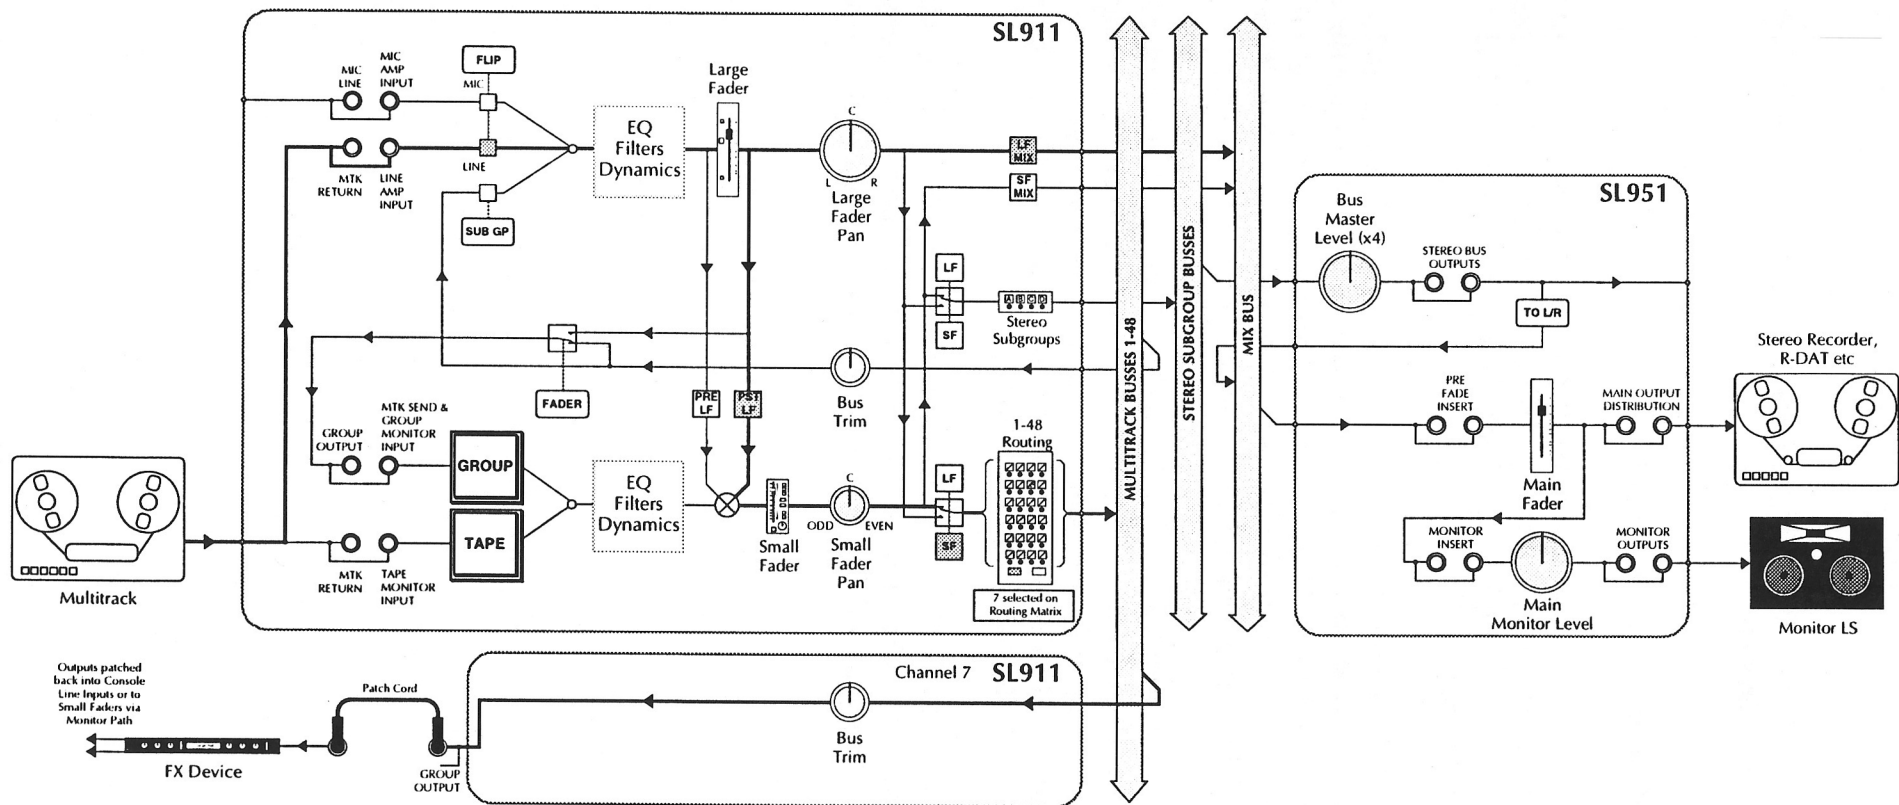 SL911
FLIP
MIC
LINE
MIC
AMP
INPUT
MIC
MTK
RETURN
LINE
AMP
INPUT
LINE
SUB GP
EQ
Filters
Dynamics
Large
Fader
C
L
R
Large
Fader
Pan
LF
MIX
SF
MIX
LF
SF
A B C D
Stereo
Subgroups
FADER
Bus
Trim
PRE
LF
PST
LF
GROUP
OUTPUT
MTK SEND &
GROUP
MONITOR
INPUT
GROUP
TAPE
MTK
RETURN
TAPE
MONITOR
INPUT
EQ
Filters
Dynamics
Small
Fader
C
ODD
EVEN
Small
Fader
Pan
LF
SF
1-48
Routing
7 selected on
Routing Matrix
Multitrack
MULTITRACK BUSSES 1-48
STEREO SUBGROUP BUSSES
MIX BUS
SL951
Bus
Master
Level (x4)
STEREO BUS
OUTPUTS
TO L/R
PRE
FADE
INSERT
Main
Fader
MAIN OUTPUT
DISTRIBUTION
MONITOR
INSERT
Main
Monitor Level
MONITOR
OUTPUTS
Stereo Recorder,
R-DAT etc
Monitor LS
Channel 7
SL911
Bus
Trim
GROUP
OUTPUT
Patch Cord
Outputs patched
back into Console
Line Inputs or to
Small Faders via
Monitor Path
FX Device